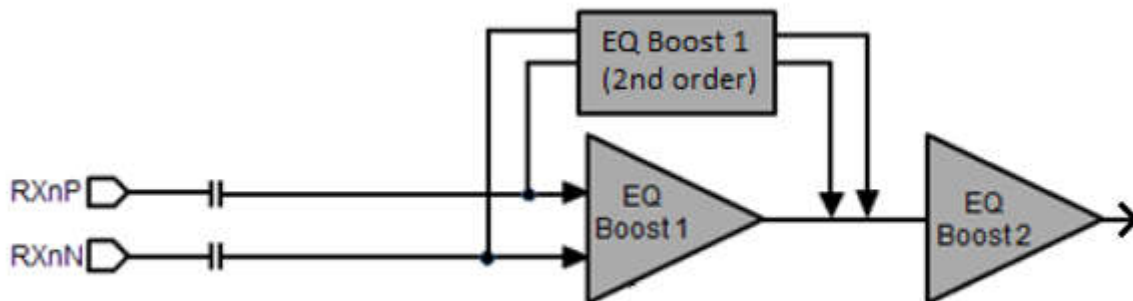 EQ Boost 1
(2nd order)
RXnP
EQ
Boost 1
RXnN
EQ
Boost 2